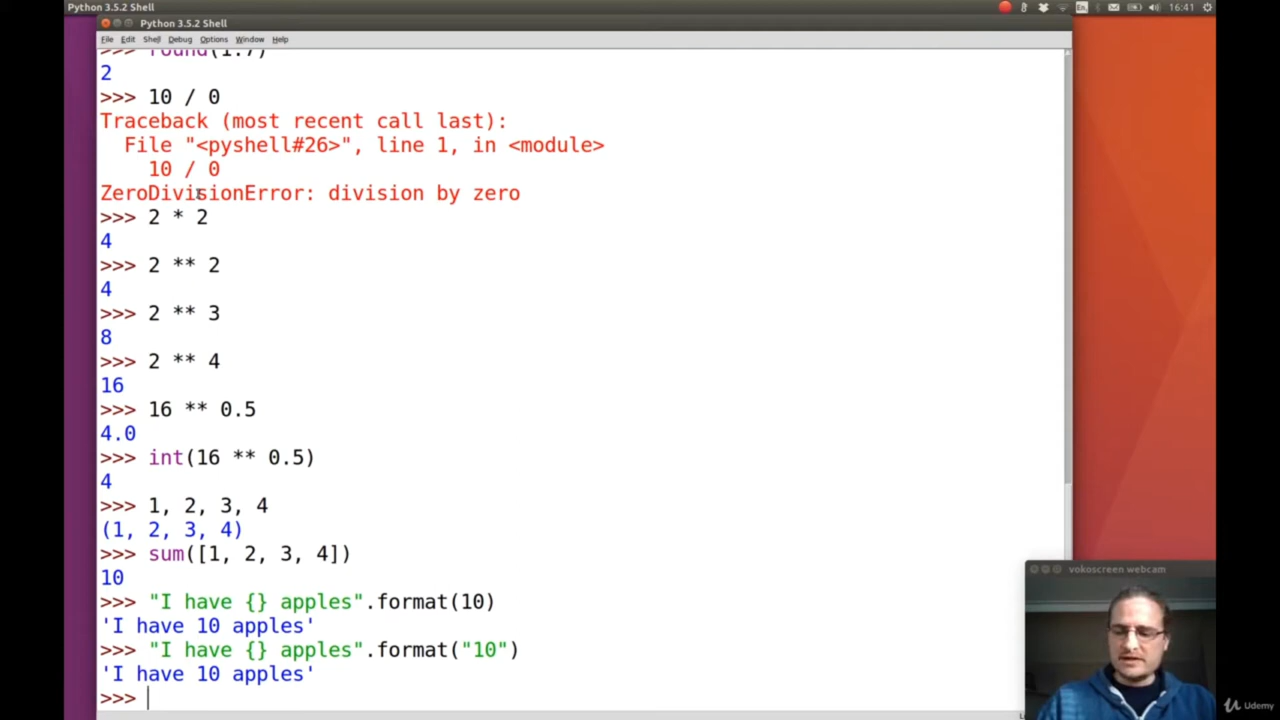 Python 3.5.2 Shell
En
16:41
Python 3.5.2 Shell
File Edit Shell Debug Options Window Help
>>> round(1.7)
2
>>> 10 / 0
Traceback (most recent call last):
  File "<pyshell#26>", line 1, in <module>
    10 / 0
ZeroDivisionError: division by zero
>>> 2 * 2
4
>>> 2 ** 2
4
>>> 2 ** 3
8
>>> 2 ** 4
16
>>> 16 ** 0.5
4.0
>>> int(16 ** 0.5)
4
>>> 1, 2, 3, 4
(1, 2, 3, 4)
>>> sum([1, 2, 3, 4])
10
>>> "I have {} apples".format(10)
'I have 10 apples'
>>> "I have {} apples".format("10")
'I have 10 apples'
>>>
vokoscreen webcam
Udemy